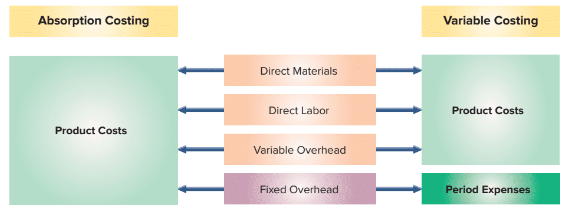 Absorption Costing
Variable Costing
Direct Materials
Direct Labor
Product Costs
Product Costs
Variable Overhead
Fixed Overhead
Period Expenses